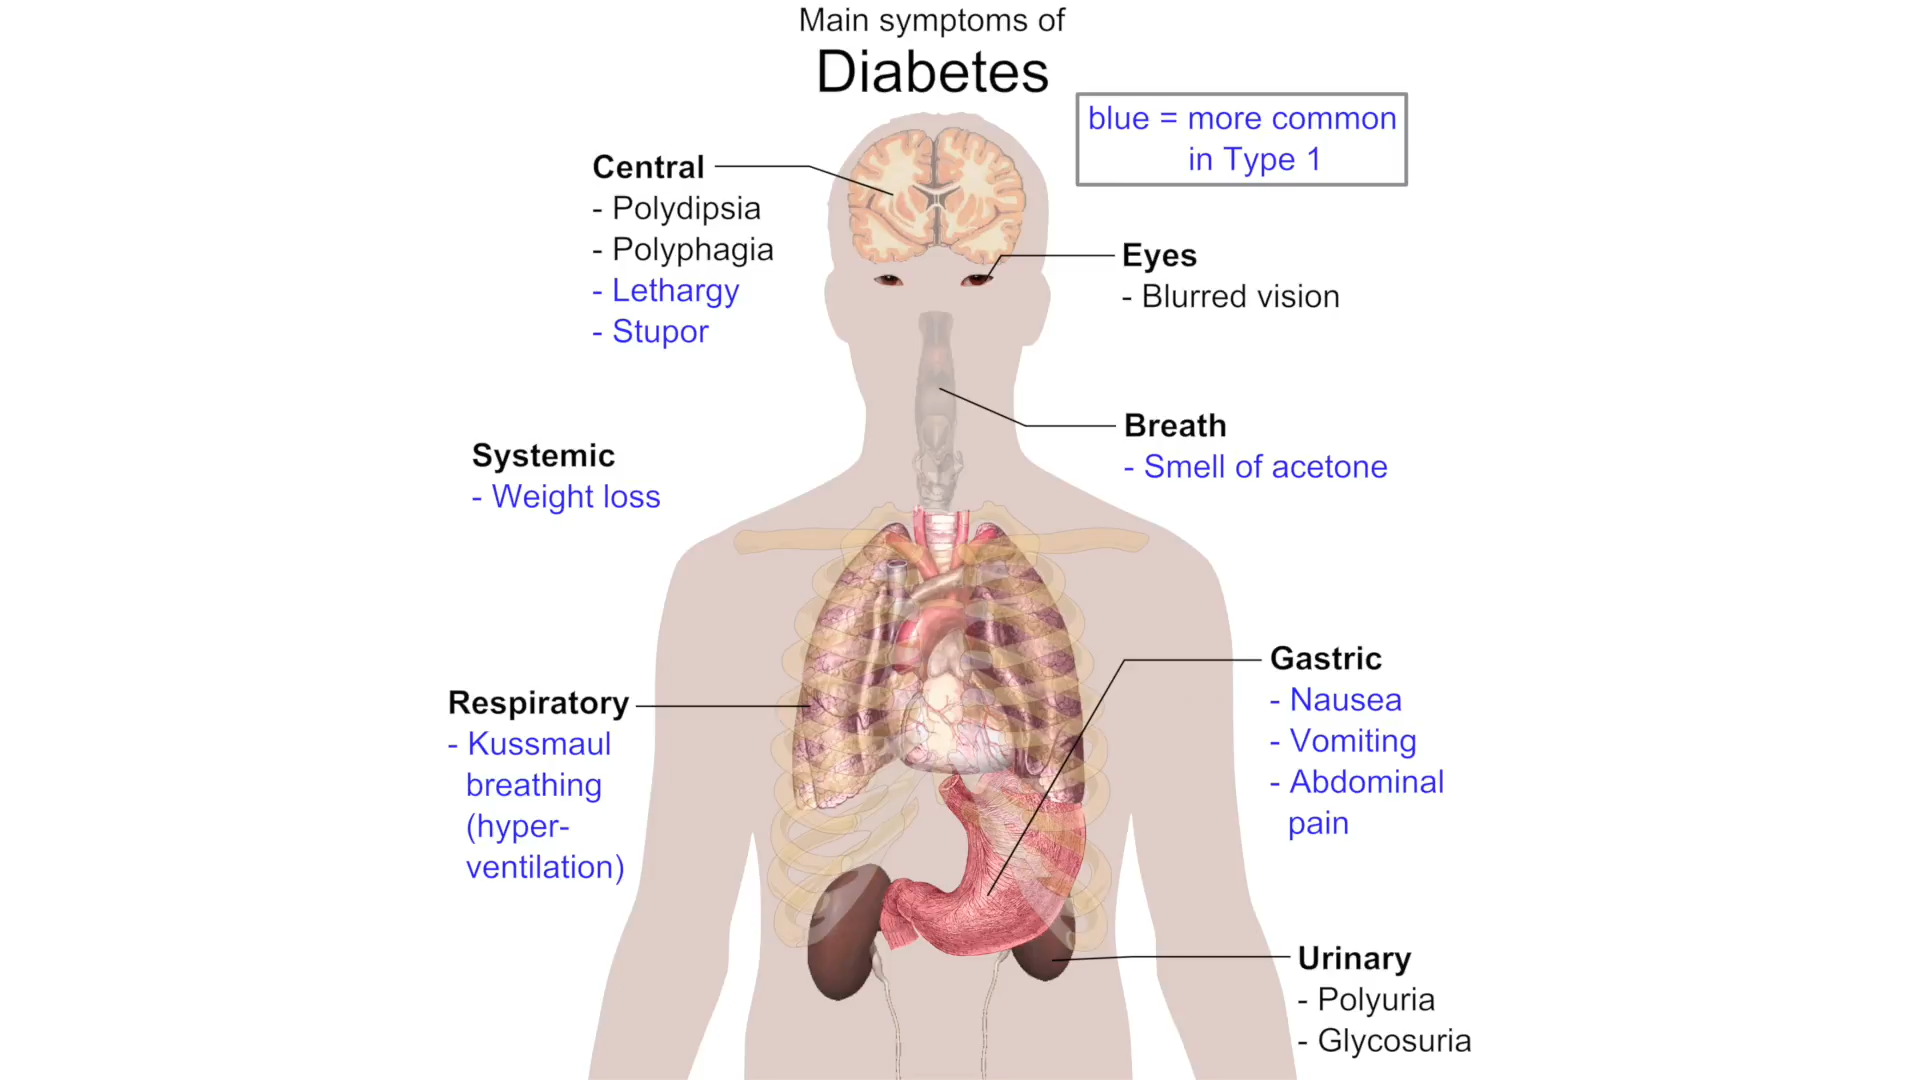 Main symptoms of
Diabetes
blue = more common
in Type 1
Central
- Polydipsia
- Polyphagia
- Lethargy
- Stupor
Eyes
- Blurred vision
Breath
- Smell of acetone
Systemic
- Weight loss
Respiratory
- Kussmaul
breathing
(hyper-
ventilation)
Gastric
- Nausea
- Vomiting
- Abdominal
pain
Urinary
- Polyuria
- Glycosuria